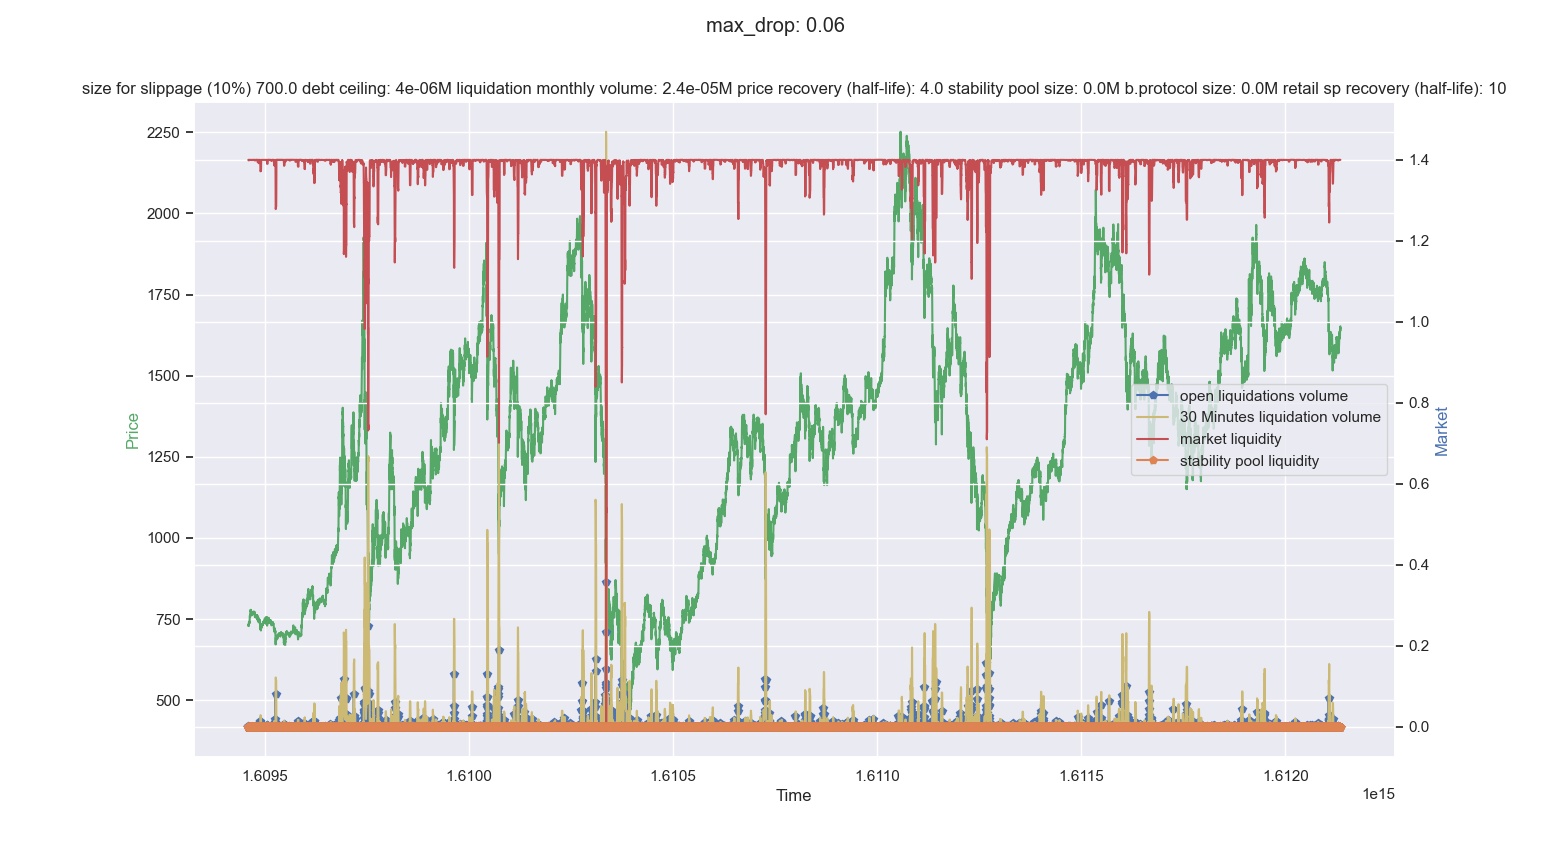 max_drop: 0.06
size for slippage (10%) 700.0 debt ceiling: 4e-06M liquidation monthly volume: 2.4e-05M price recovery (half-life): 4.0 stability pool size: 0.0M b.protocol size: 0.0M retail sp recovery (half-life): 10
2250
2000
1750
1500
1250
1000
750
500
Price
1.4
1.2
1.0
0.8
0.6
0.4
0.2
0.0
Market
open liquidations volume
30 Minutes liquidation volume
market liquidity
stability pool liquidity
1.6095 1.6100 1.6105 1.6110 1.6115 1.6120
Time
1e15